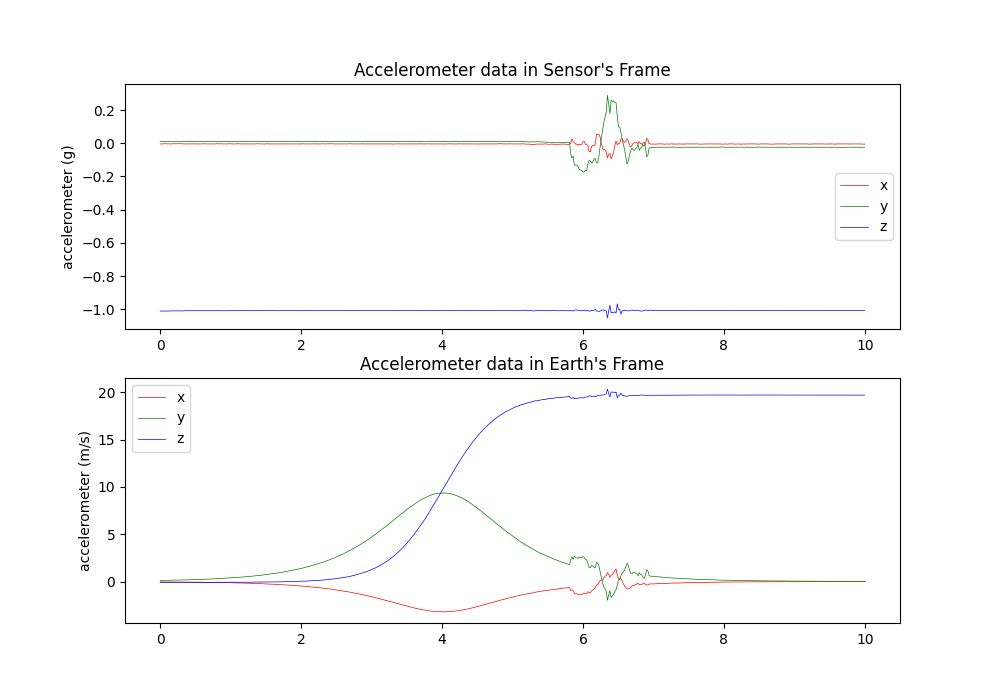 Accelerometer data in Sensor's Frame
accelerometer (g)
0.2
0.0
−0.2
−0.4
−0.6
−0.8
−1.0
x
y
z
0 2 4 6 8 10
Accelerometer data in Earth's Frame
accelerometer (m/s)
20
15
10
5
0
x
y
z
0 2 4 6 8 10